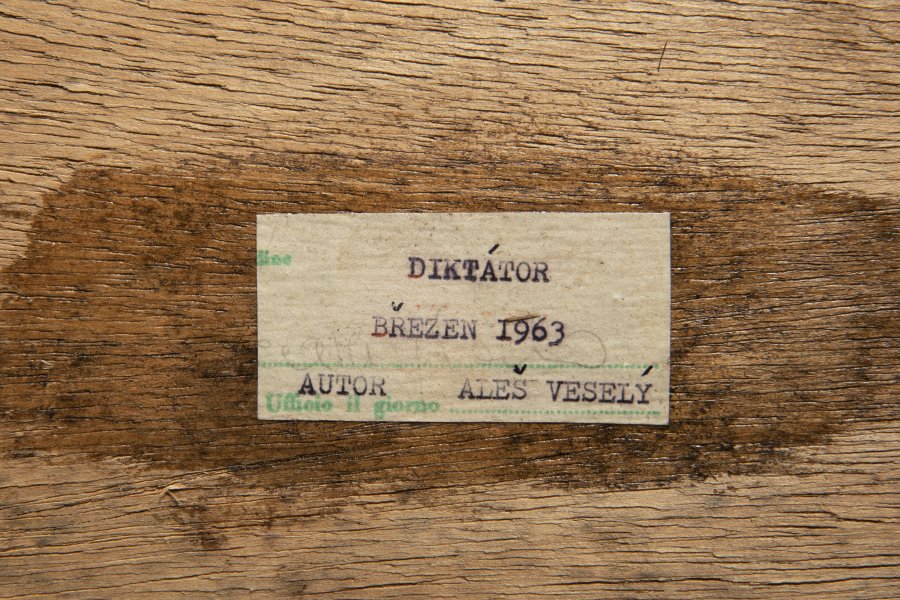 DIKTÁTOR
BŘEZEN 1963
AUTOR ALEŠ VESELÝ
Ufficio il giorno